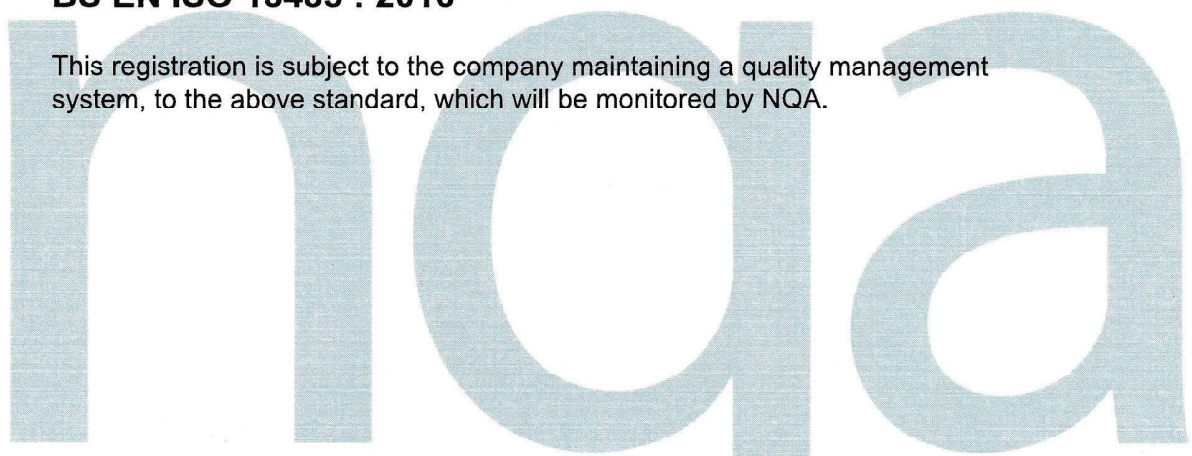 This registration is subject to the company maintaining a quality management
system, to the above standard, which will be monitored by NQA.
nqa